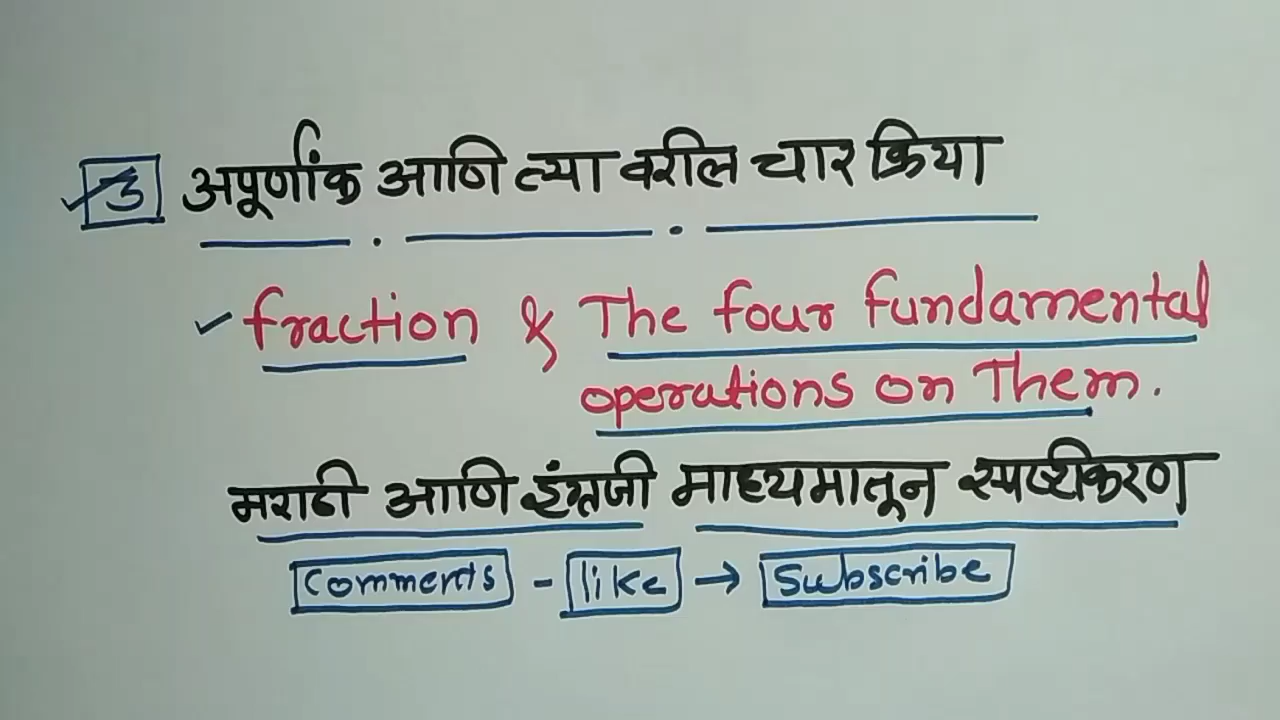 3 अपूर्णांक आणि त्या वरील चार क्रिया
fraction & The four fundamental
operations on Them.
मराठी आणि इंग्रजी माध्यमातून स्पष्टीकरण
Comments - like → Subscribe